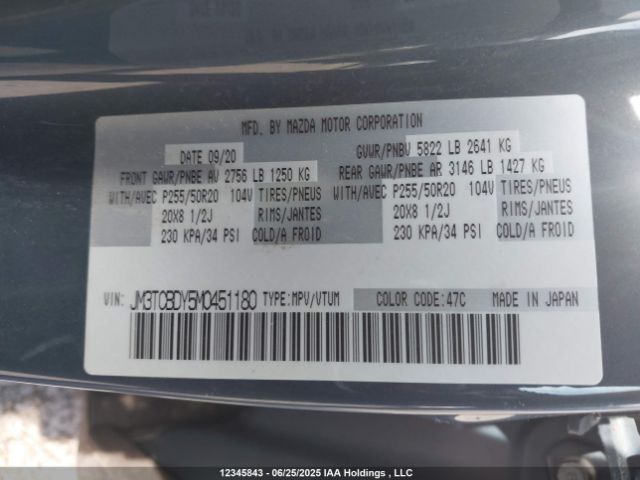 MFD. BY MAZDA MOTOR CORPORATION
DATE 09/20 GVWR/PNBV 5822 LB 2641 KG
FRONT GAWR/PNBE AV 2756 LB 1250 KG REAR GAWR/PNBE AR 3146 LB 1427 KG
WITH/AVEC P255/50R20 104V TIRES/PNEUS WITH/AVEC P255/50R20 104V TIRES/PNEUS
20X8 1/2J RIMS/JANTES 20X8 1/2J RIMS/JANTES
230 KPA/34 PSI COLD/A FROID 230 KPA/34 PSI COLD/A FROID
VIN: JM3TCBDY5M0451180 TYPE:MPV/VTUM COLOR CODE:47C MADE IN JAPAN
12345843 — 06/25/2025 IAA Holdings , LLC